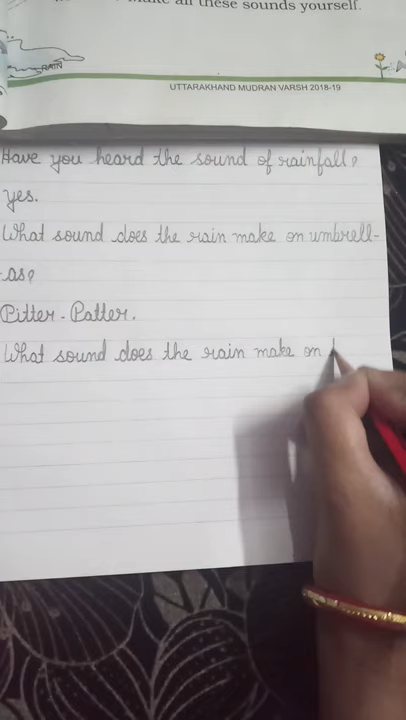 Make all these sounds yourself.
RAIN
UTTARAKHAND MUDRAN VARSH 2018-19
Have you heard the sound of rainfall?
yes.
What sound does the rain make on umbrell-
-as?
Pitter-Patter.
What sound does the rain make on